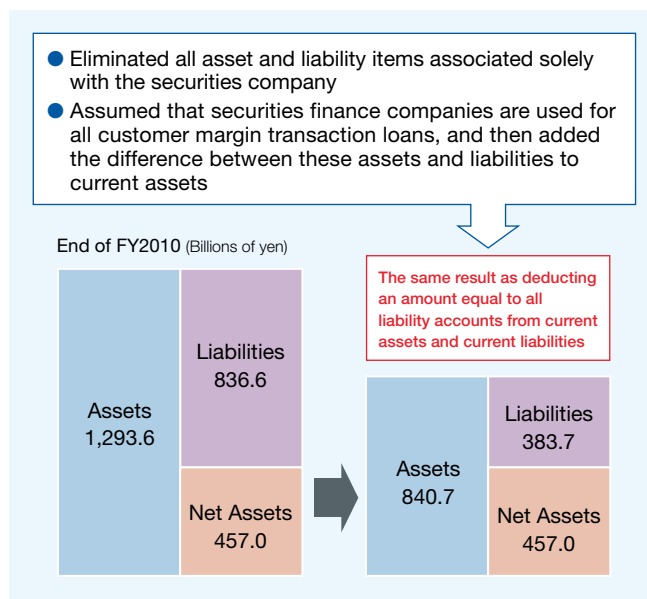 ● Eliminated all asset and liability items associated solely
with the securities company
● Assumed that securities finance companies are used for
all customer margin transaction loans, and then added
the difference between these assets and liabilities to
current assets
End of FY2010 (Billions of yen)
The same result as deducting
an amount equal to all
liability accounts from current
assets and current liabilities
Assets
1,293.6
Liabilities
836.6
Net Assets
457.0
Assets
840.7
Liabilities
383.7
Net Assets
457.0